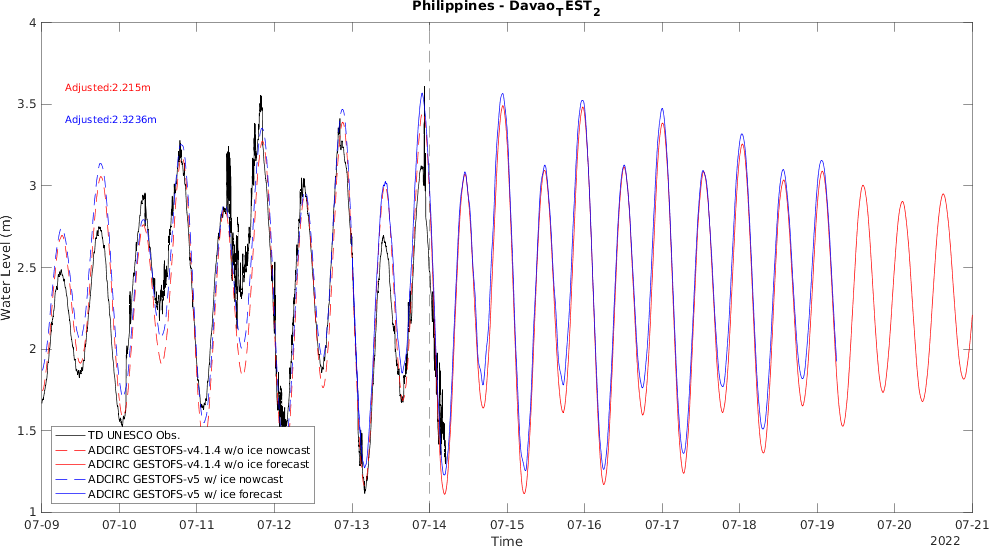 Philippines - Davao_TEST_2
4
3.5
3
2.5
2
1.5
1
Water Level (m)
Adjusted:2.215m
Adjusted:2.3236m
TD UNESCO Obs.
ADCIRC GESTOFS-v4.1.4 w/o ice nowcast
ADCIRC GESTOFS-v4.1.4 w/o ice forecast
ADCIRC GESTOFS-v5 w/ ice nowcast
ADCIRC GESTOFS-v5 w/ ice forecast
07-09 07-10 07-11 07-12 07-13 07-14 07-15 07-16 07-17 07-18 07-19 07-20 07-21
Time
2022